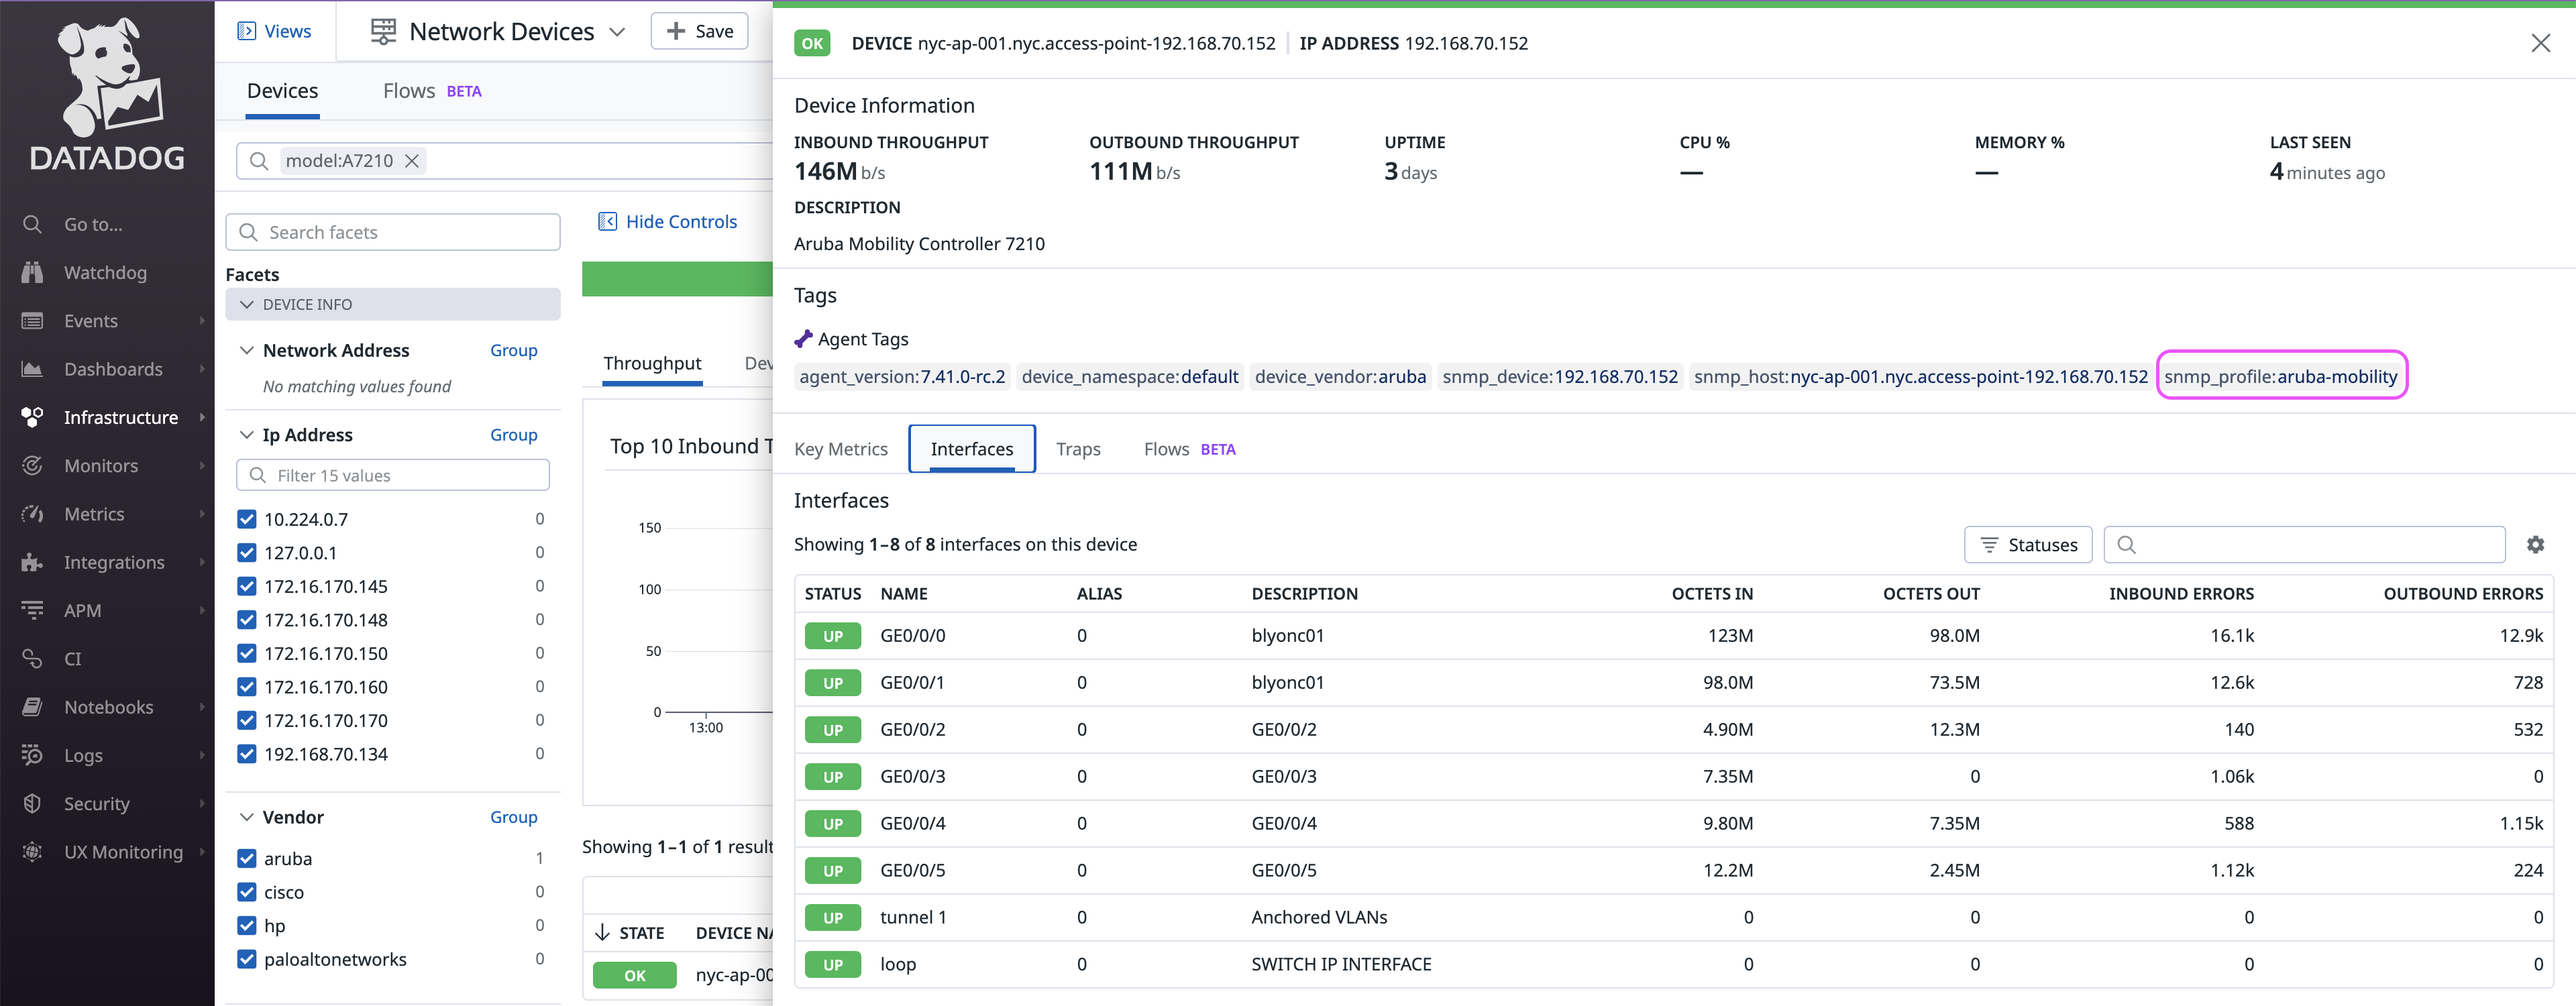 DATADOG
Go to...
Watchdog
Events
Dashboards
Infrastructure
Monitors
Metrics
Integrations
APM
CI
Notebooks
Logs
Security
UX Monitoring
Views
Network Devices
Save
Devices
Flows BETA
model:A7210
Search facets
Hide Controls
Facets
DEVICE INFO
Network Address Group
No matching values found
Ip Address Group
Filter 15 values
10.224.0.7 0
127.0.0.1 0
172.16.170.145 0
172.16.170.148 0
172.16.170.150 0
172.16.170.160 0
172.16.170.170 0
192.168.70.134 0
Vendor Group
aruba 1
cisco 0
hp 0
paloaltonetworks 0
Throughput Dev
Top 10 Inbound T
150
100
50
0
13:00
Showing 1–1 of 1 result
STATE DEVICE NA
OK nyc-ap-00
OK DEVICE nyc-ap-001.nyc.access-point-192.168.70.152 IP ADDRESS 192.168.70.152
Device Information
INBOUND THROUGHPUT OUTBOUND THROUGHPUT UPTIME CPU % MEMORY % LAST SEEN
146M b/s 111M b/s 3 days — — 4 minutes ago
DESCRIPTION
Aruba Mobility Controller 7210
Tags
Agent Tags
agent_version:7.41.0-rc.2 device_namespace:default device_vendor:aruba snmp_device:192.168.70.152 snmp_host:nyc-ap-001.nyc.access-point-192.168.70.152 snmp_profile:aruba-mobility
Key Metrics Interfaces Traps Flows BETA
Interfaces
Showing 1–8 of 8 interfaces on this device
Statuses
STATUS NAME ALIAS DESCRIPTION OCTETS IN OCTETS OUT INBOUND ERRORS OUTBOUND ERRORS
UP GE0/0/0 0 blyonc01 123M 98.0M 16.1k 12.9k
UP GE0/0/1 0 blyonc01 98.0M 73.5M 12.6k 728
UP GE0/0/2 0 GE0/0/2 4.90M 12.3M 140 532
UP GE0/0/3 0 GE0/0/3 7.35M 0 1.06k 0
UP GE0/0/4 0 GE0/0/4 9.80M 7.35M 588 1.15k
UP GE0/0/5 0 GE0/0/5 12.2M 2.45M 1.12k 224
UP tunnel 1 0 Anchored VLANs 0 0 0 0
UP loop 0 SWITCH IP INTERFACE 0 0 0 0